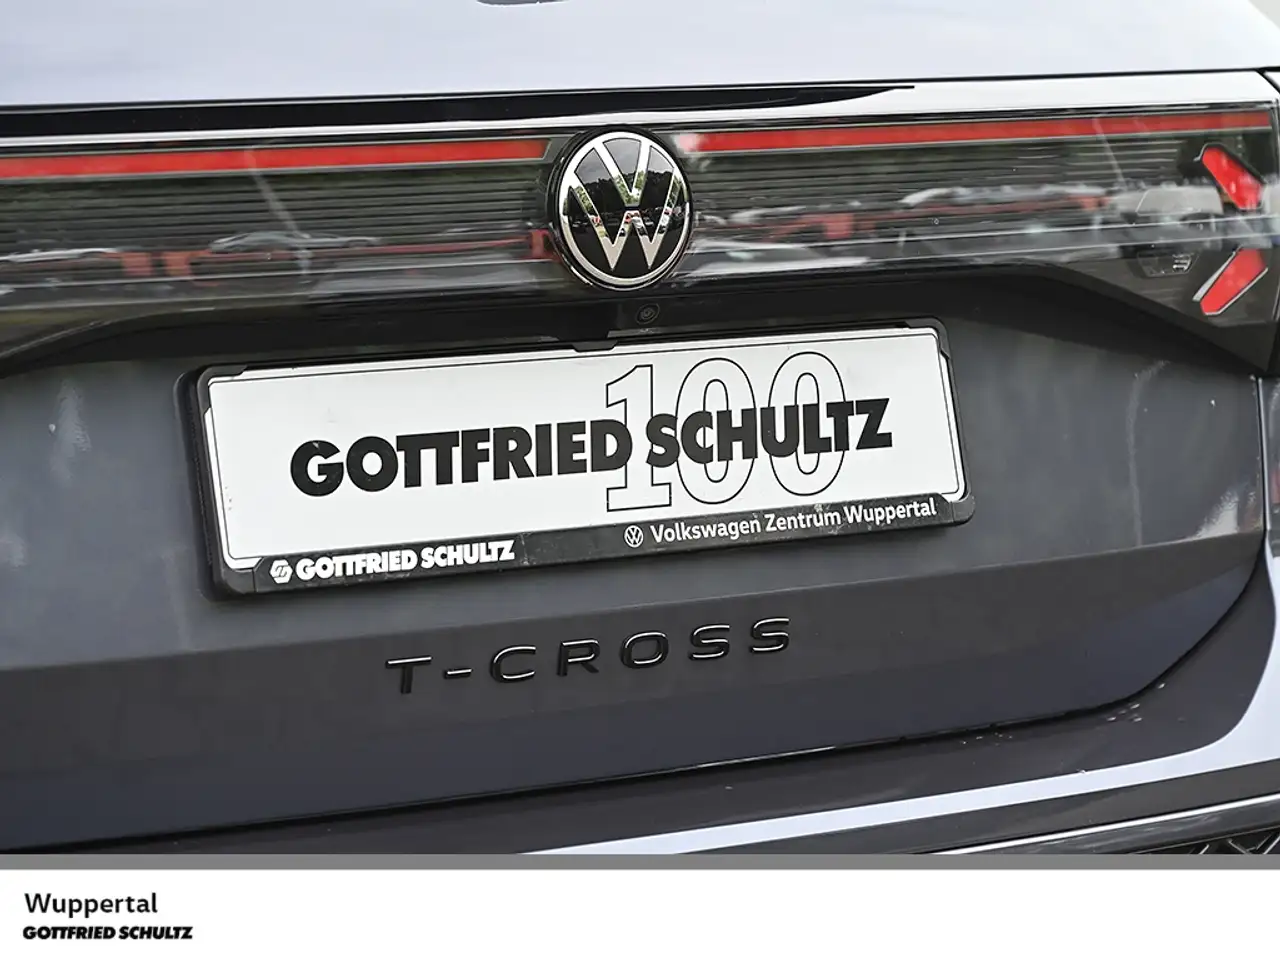 100
GOTTFRIED SCHULTZ
GOTTFRIED SCHULTZ Volkswagen Zentrum Wuppertal
T-CROSS
Wuppertal
GOTTFRIED SCHULTZ